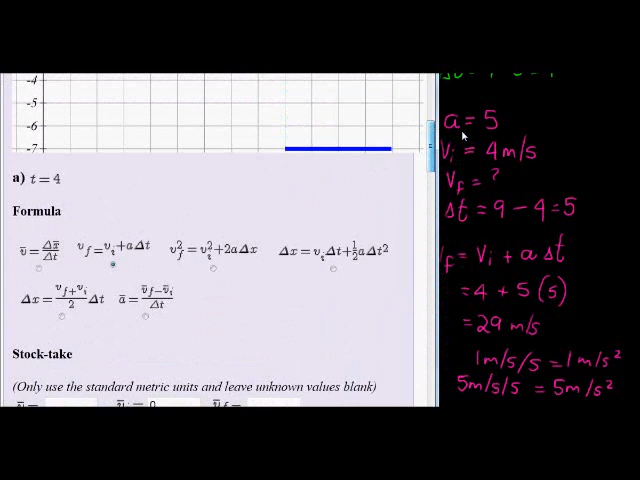 -4
-5
-6
-7
a) t = 4
Formula
v̄ = Δx̄/Δt
v_f = v_i + aΔt
v_f² = v_i² + 2aΔx
Δx = v_iΔt + ½aΔt²
Δx = (v_f + v_i)/2 Δt
ā = (v̄_f − v̄_i)/Δt
Stock-take
(Only use the standard metric units and leave unknown values blank)
0
a = 5
V_i = 4 m/s
V_f = ?
Δt = 9 − 4 = 5
= V_i + a Δt
= 4 + 5 (5)
= 29 m/s
1 m/s/s = 1 m/s²
5 m/s/s = 5 m/s²